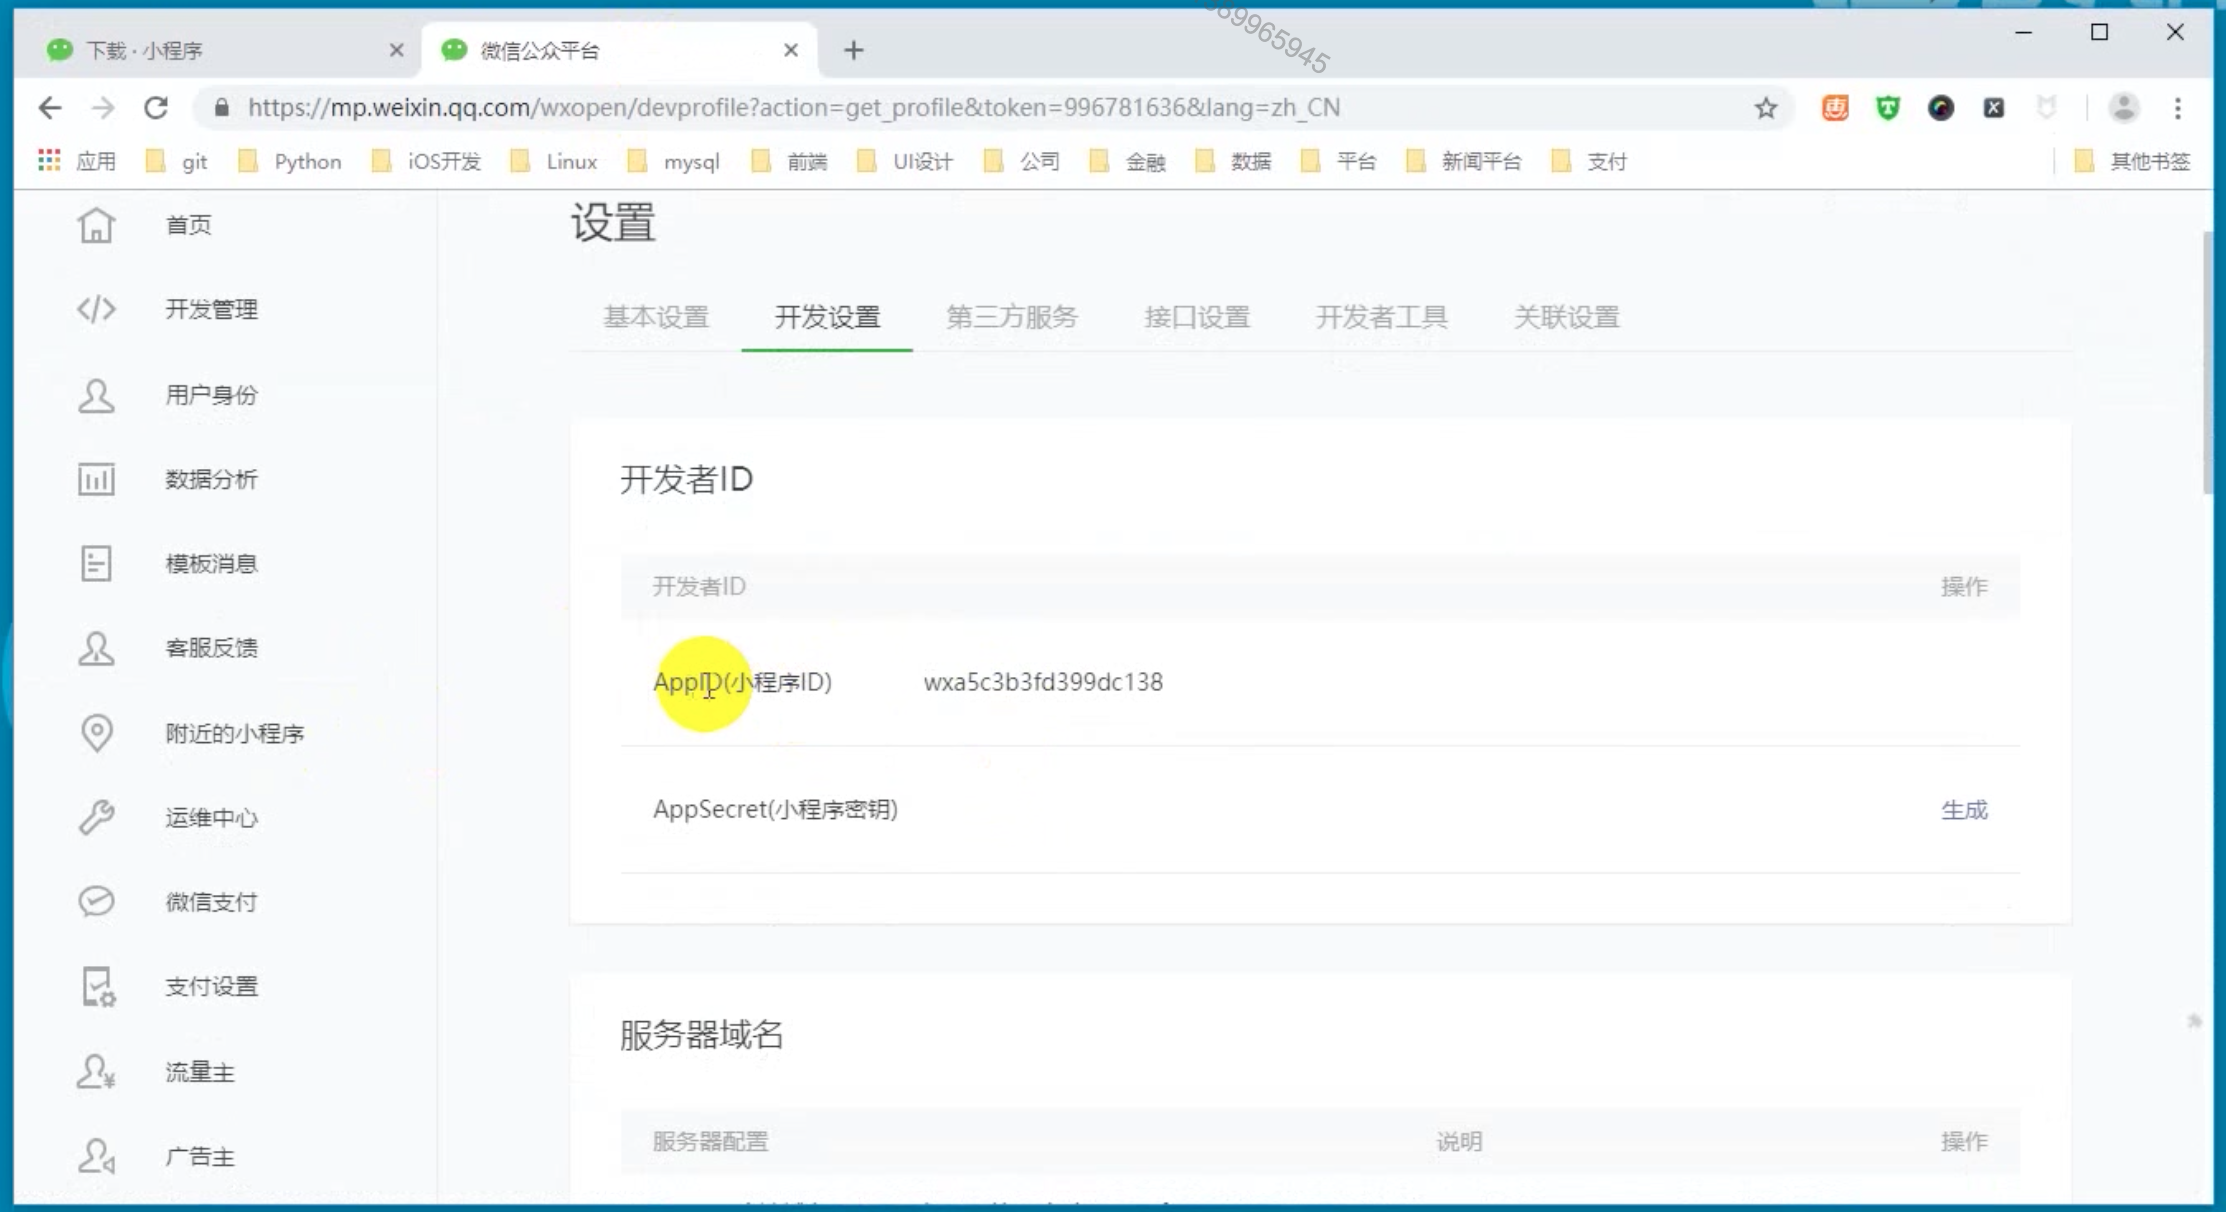 下载 · 小程序
微信公众平台
https://mp.weixin.qq.com/wxopen/devprofile?action=get_profile&token=996781636&lang=zh_CN
应用 git Python iOS开发 Linux mysql 前端 UI设计 公司 金融 数据 平台 新闻平台 支付 其他书签
首页
开发管理
用户身份
数据分析
模板消息
客服反馈
附近的小程序
运维中心
微信支付
支付设置
流量主
广告主
设置
基本设置 开发设置 第三方服务 接口设置 开发者工具 关联设置
开发者ID
开发者ID 操作
AppID(小程序ID) wxa5c3b3fd399dc138
AppSecret(小程序密钥) 生成
服务器域名
服务器配置 说明 操作